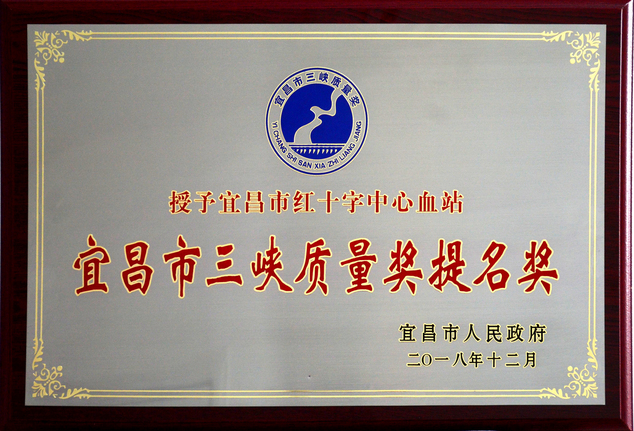 宜昌市三峡质量奖
YI CHANG SHI SAN XIA ZHI LIANG JIANG
授予宜昌市红十字中心血站
宜昌市三峡质量奖提名奖
宜昌市人民政府
二〇一八年十二月